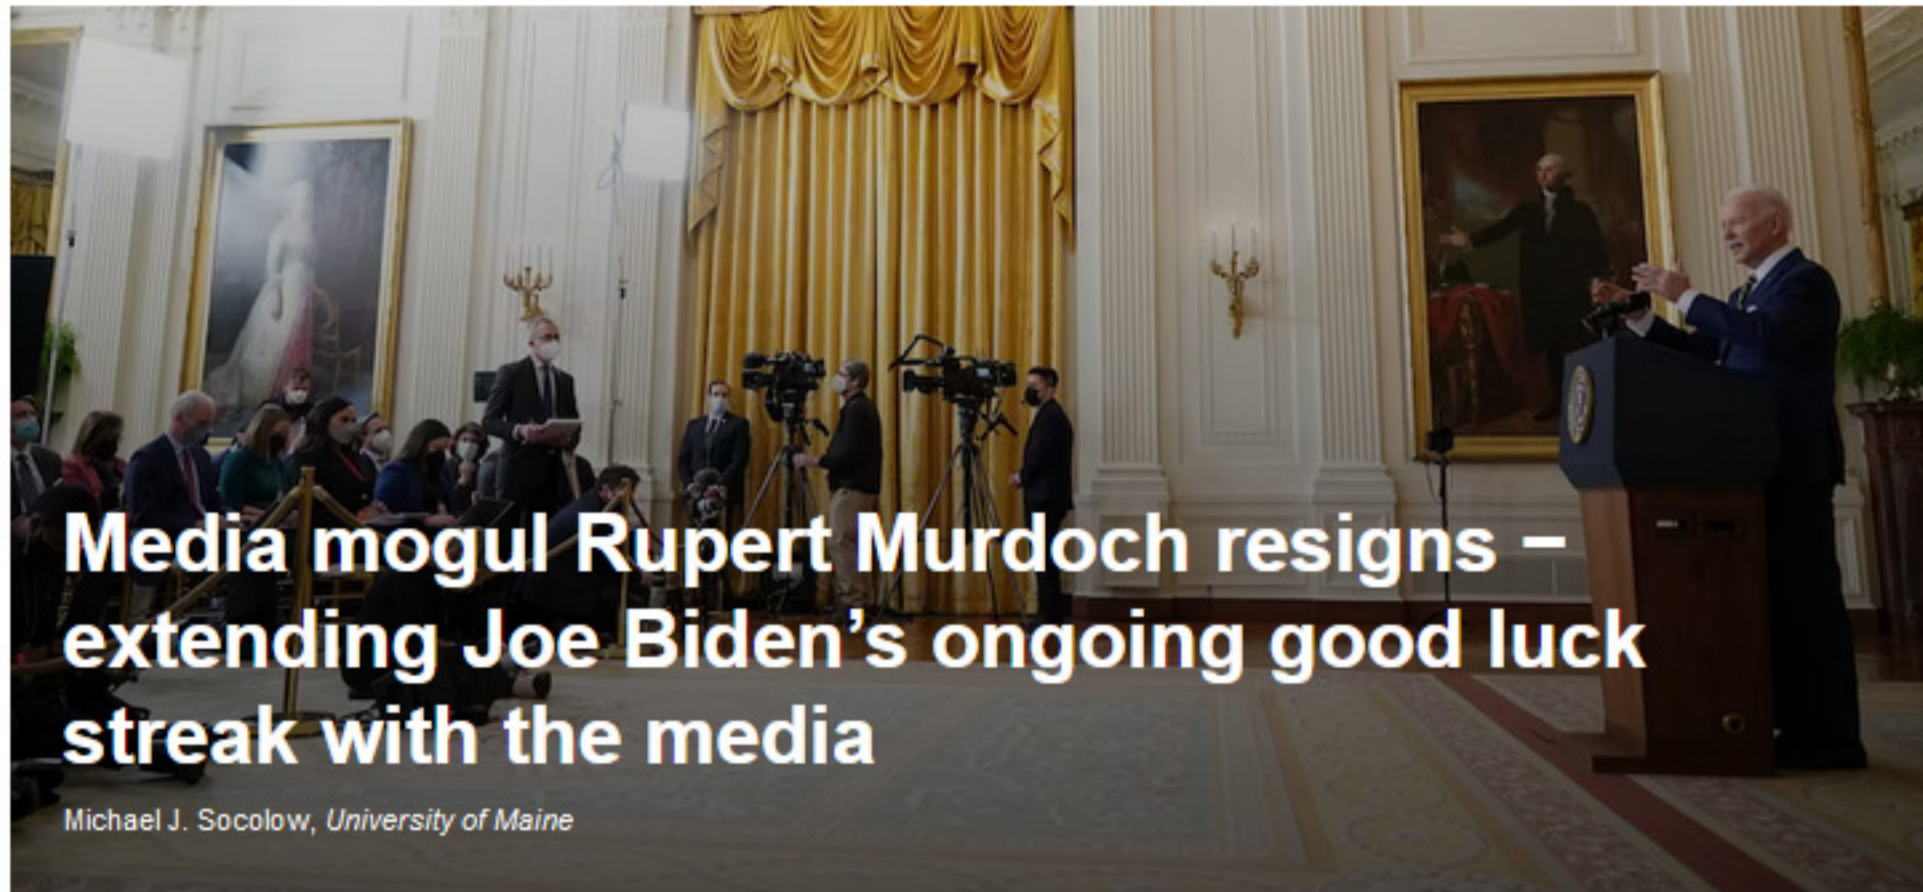 Media mogul Rupert Murdoch resigns –
extending Joe Biden’s ongoing good luck
streak with the media
Michael J. Socolow, University of Maine